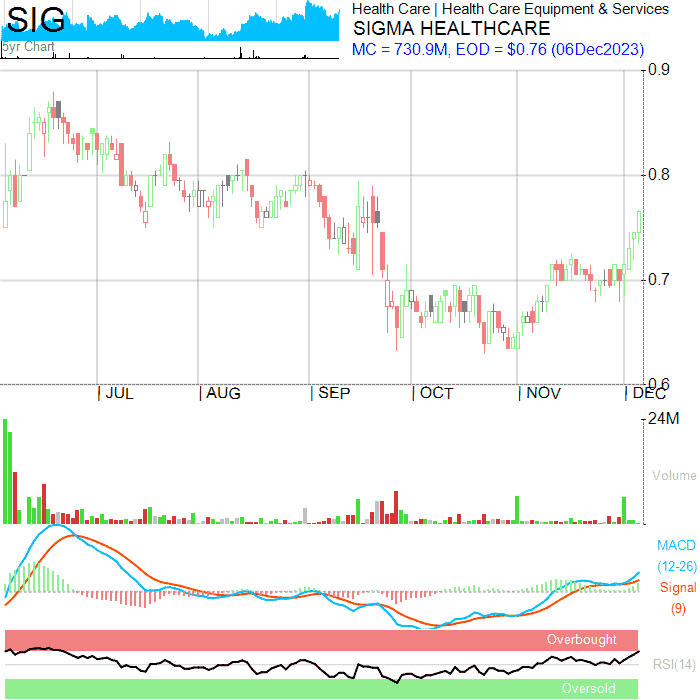 SIG
5yr Chart
Health Care | Health Care Equipment & Services
SIGMA HEALTHCARE
MC = 730.9M, EOD = $0.76 (06Dec2023)
0.9
0.8
0.7
0.6
JUL
AUG
SEP
OCT
NOV
DEC
24M
Volume
MACD
(12-26)
Signal
(9)
Overbought
RSI(14)
Oversold